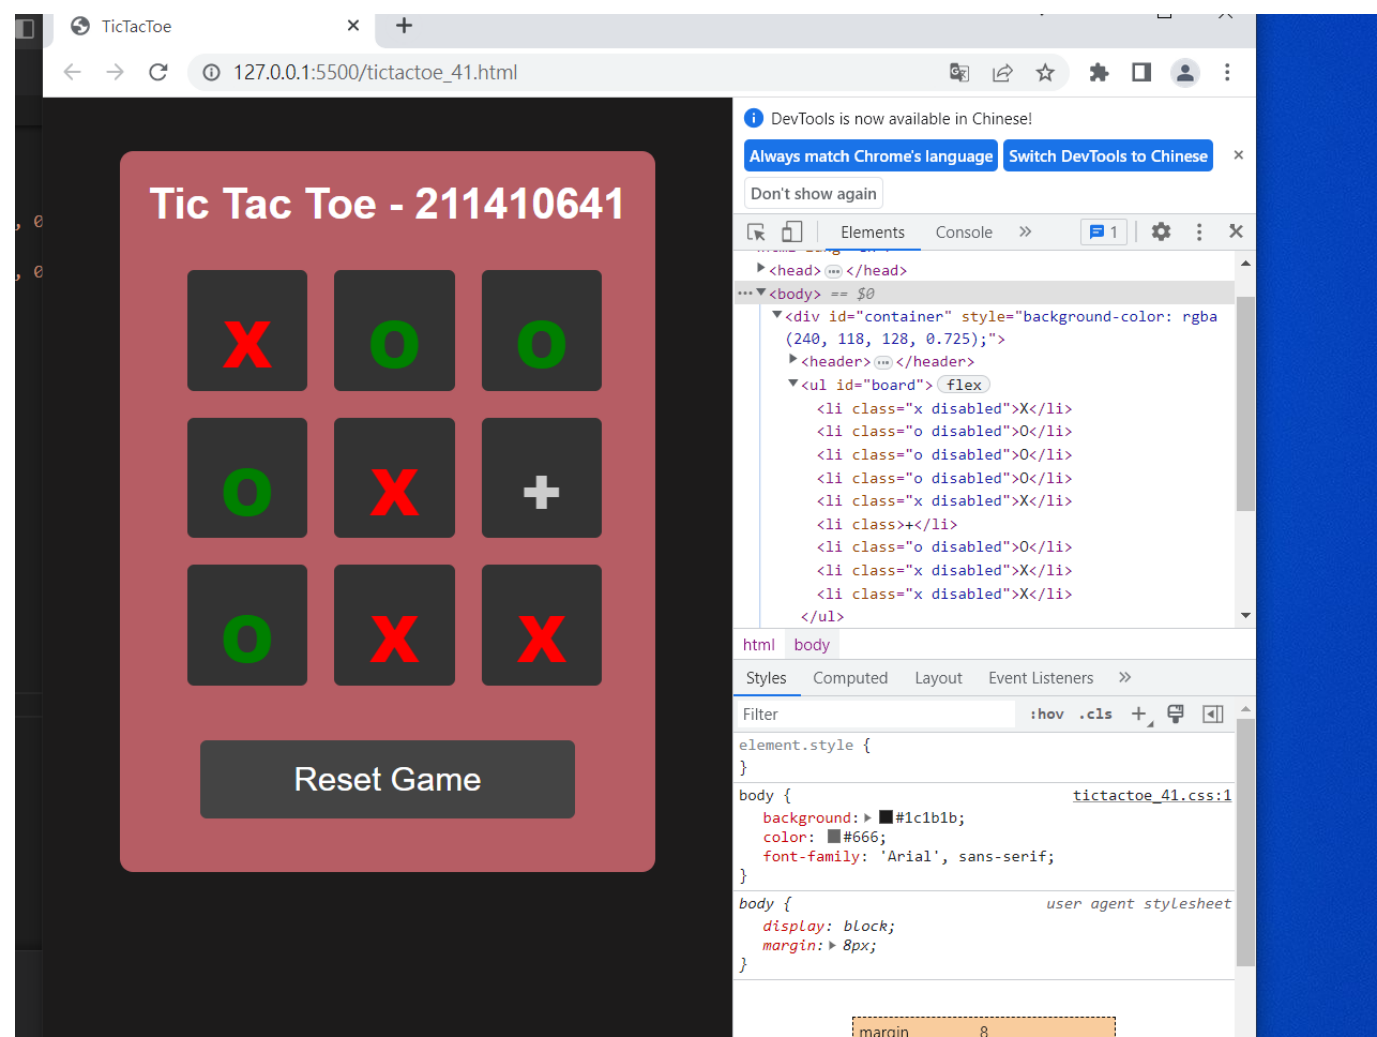 TicTacToe
127.0.0.1:5500/tictactoe_41.html
DevTools is now available in Chinese!
Always match Chrome's language
Switch DevTools to Chinese
Don't show again
Elements
Console
1
Tic Tac Toe - 211410641
X O O
O X +
O X X
Reset Game
<head>…</head>
<body> == $0
<div id="container" style="background-color: rgba
(240, 118, 128, 0.725);">
<header>…</header>
<ul id="board"> flex
<li class="x disabled">X</li>
<li class="o disabled">O</li>
<li class="o disabled">O</li>
<li class="o disabled">O</li>
<li class="x disabled">X</li>
<li class>+</li>
<li class="o disabled">O</li>
<li class="x disabled">X</li>
<li class="x disabled">X</li>
</ul>
html body
Styles Computed Layout Event Listeners
Filter :hov .cls
element.style {
}
body { tictactoe_41.css:1
background: #1c1b1b;
color: #666;
font-family: 'Arial', sans-serif;
}
body { user agent stylesheet
display: block;
margin: 8px;
}
margin 8